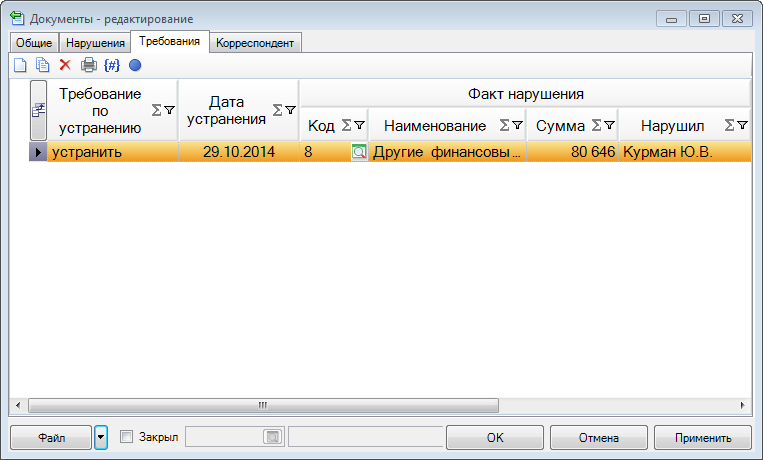 Документы - редактирование
Общие Нарушения Требования Корреспондент
{#}
Факт нарушения
Требование по устранению Σ Дата устранения Σ Код Σ Наименование Σ Сумма Σ Нарушил Σ
устранить 29.10.2014 8 Другие финансовы... 80 646 Курман Ю.В.
Файл Закрыл OK Отмена Применить